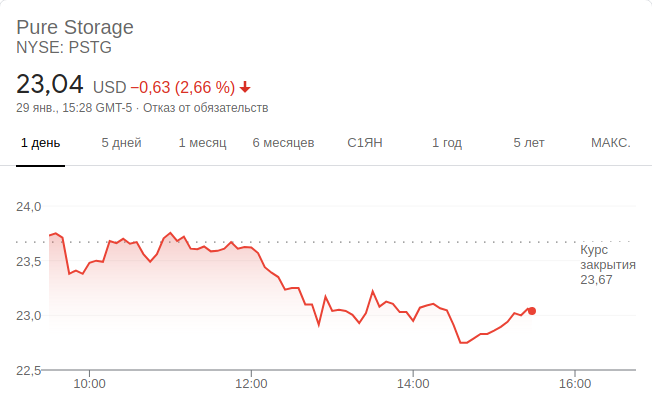 Pure Storage
NYSE: PSTG
23,04 USD −0,63 (2,66 %)
29 янв., 15:28 GMT-5 · Отказ от обязательств
1 день 5 дней 1 месяц 6 месяцев С1ЯН 1 год 5 лет МАКС.
24,0
23,5
23,0
22,5
Курс
закрытия
23,67
10:00 12:00 14:00 16:00